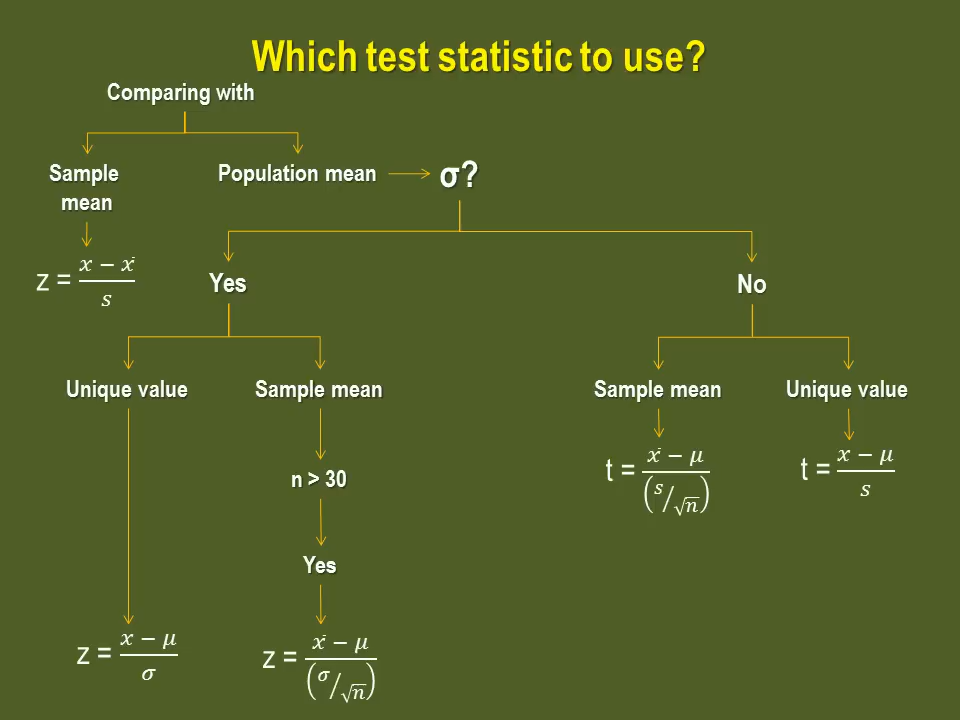 Which test statistic to use?
Comparing with
Sample
mean
Population mean
σ?
z = (x − ẋ)/s
Yes
No
Unique value
Sample mean
Sample mean
Unique value
n > 30
t = (ẋ − μ)/(s/√n)
t = (x − μ)/s
Yes
z = (x − μ)/σ
z = (ẋ − μ)/(σ/√n)